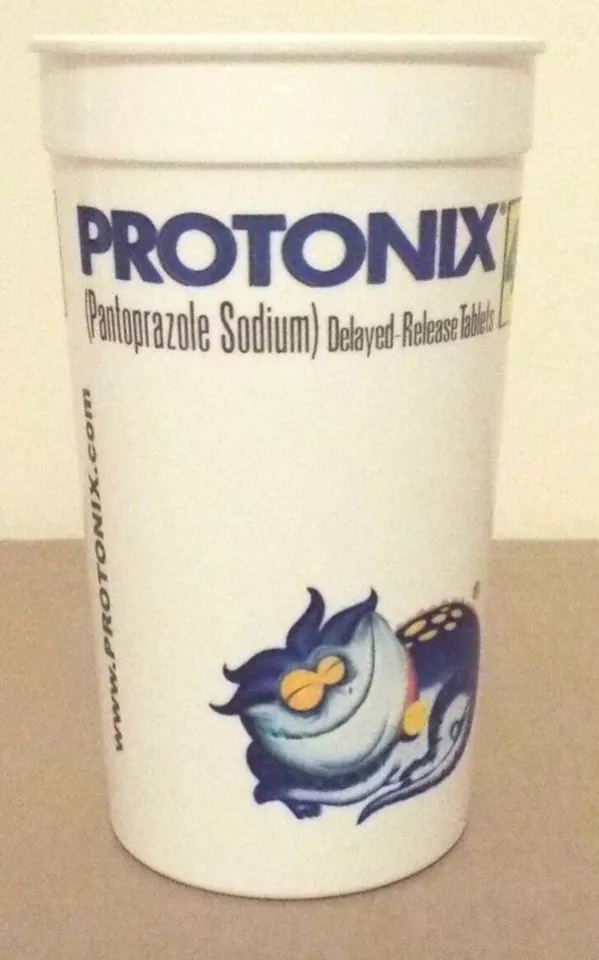 PROTONIX®
(Pantoprazole Sodium) Delayed-Release Tablets
www.PROTONIX.com
®